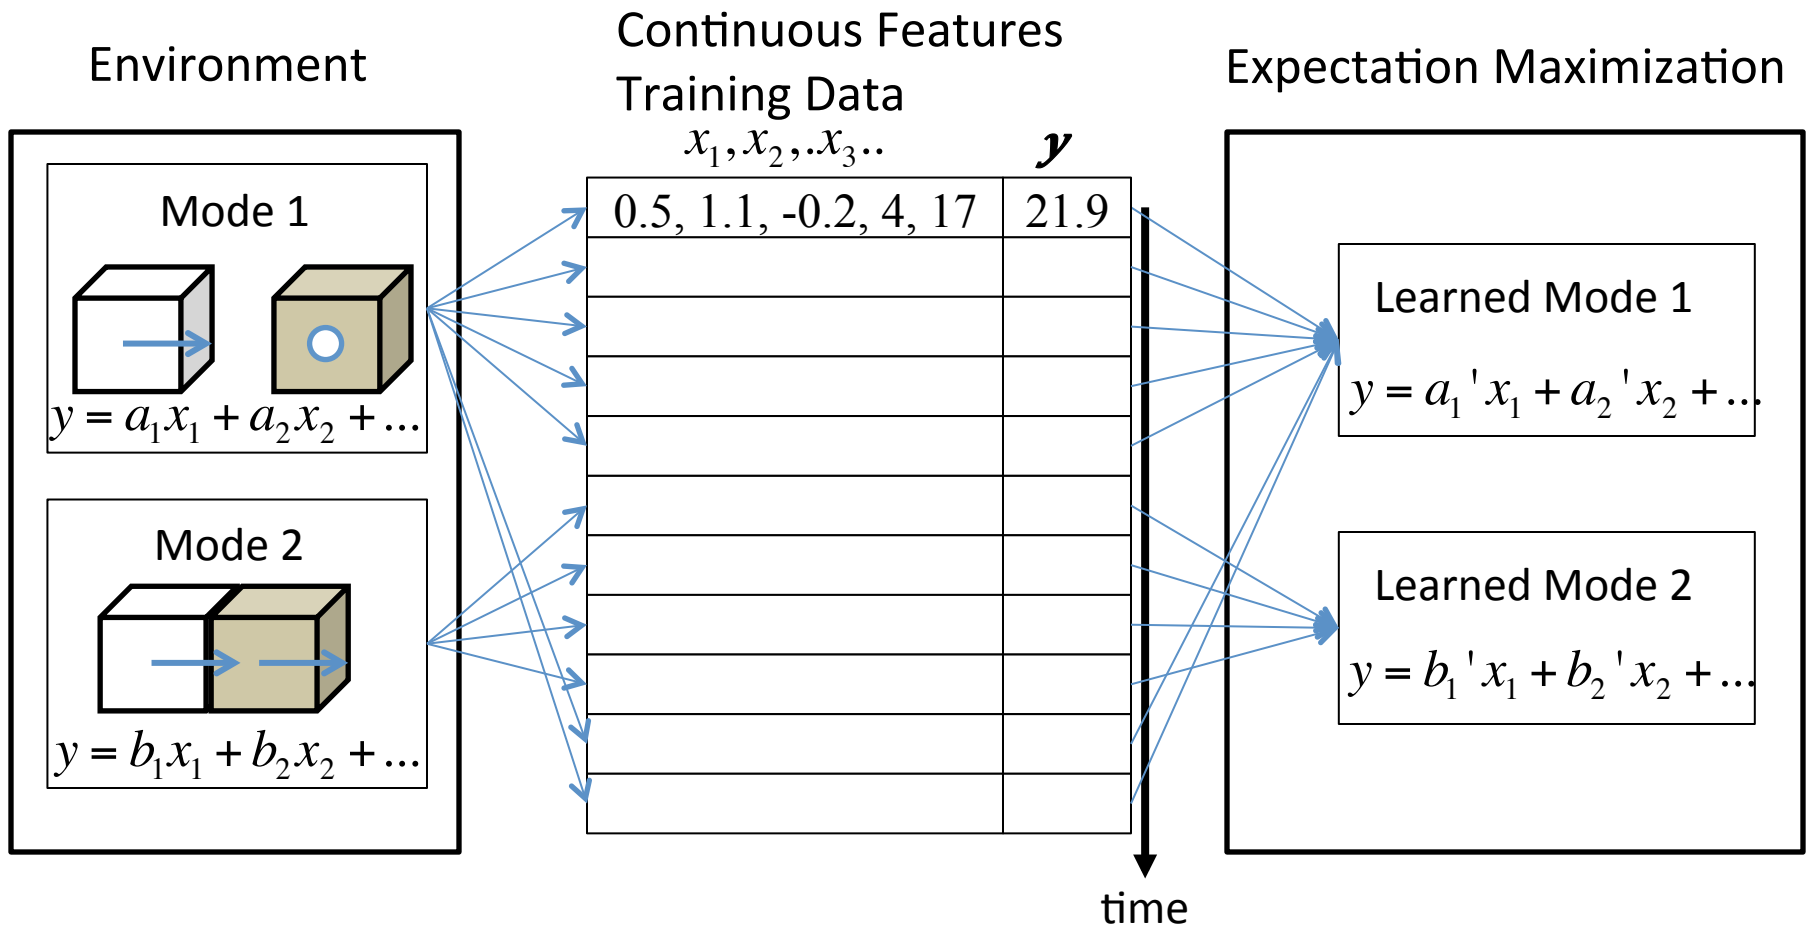 Environment
Mode 1
y = a₁x₁ + a₂x₂ + ...
Mode 2
y = b₁x₁ + b₂x₂ + ...
Continuous Features
Training Data
x₁, x₂,.x₃.. y
0.5, 1.1, -0.2, 4, 17 21.9
time
Expectation Maximization
Learned Mode 1
y = a₁'x₁ + a₂'x₂ + ...
Learned Mode 2
y = b₁'x₁ + b₂'x₂ + ...